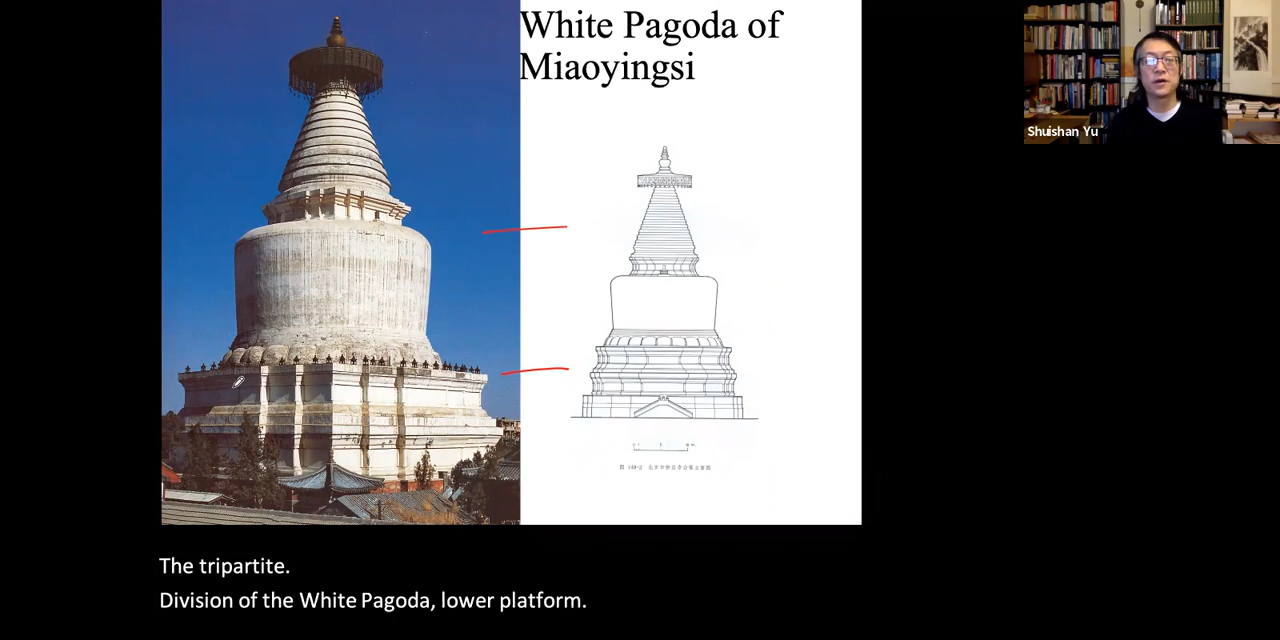 White Pagoda of
Miaoyingsi
Shuishan Yu
The tripartite.
Division of the White Pagoda, lower platform.